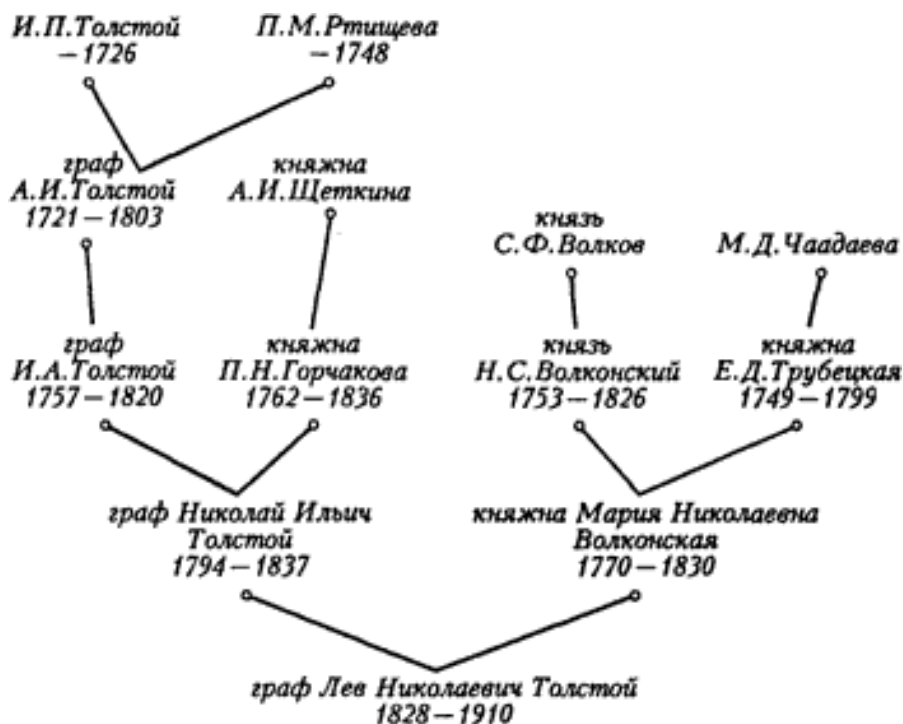 И.П.Толстой
—1726
П.М.Ртищева
—1748
граф
А.И.Толстой
1721—1803
княжна
А.И.Щеткина
князь
С.Ф.Волков
М.Д.Чаадаева
граф
И.А.Толстой
1757—1820
княжна
П.Н.Горчакова
1762—1836
князь
Н.С.Волконский
1753—1826
княжна
Е.Д.Трубецкая
1749—1799
граф Николай Ильич
Толстой
1794—1837
княжна Мария Николаевна
Волконская
1770—1830
граф Лев Николаевич Толстой
1828—1910